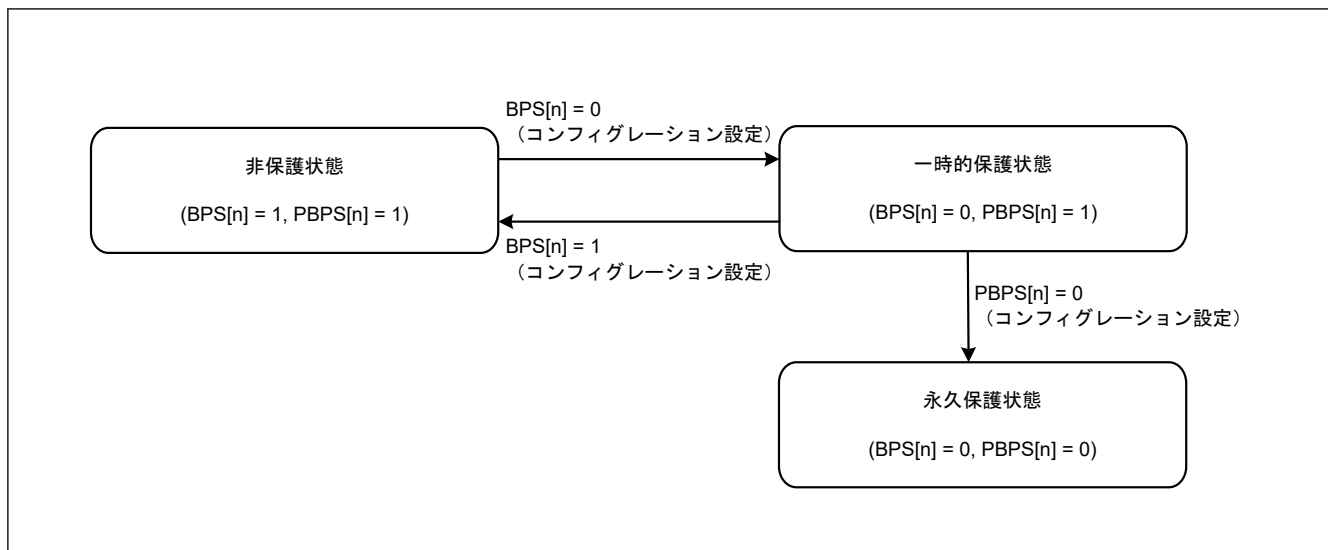 BPS[n] = 0
（コンフィグレーション設定）
非保護状態
(BPS[n] = 1, PBPS[n] = 1)
一時的保護状態
(BPS[n] = 0, PBPS[n] = 1)
BPS[n] = 1
（コンフィグレーション設定）
PBPS[n] = 0
（コンフィグレーション設定）
永久保護状態
(BPS[n] = 0, PBPS[n] = 0)